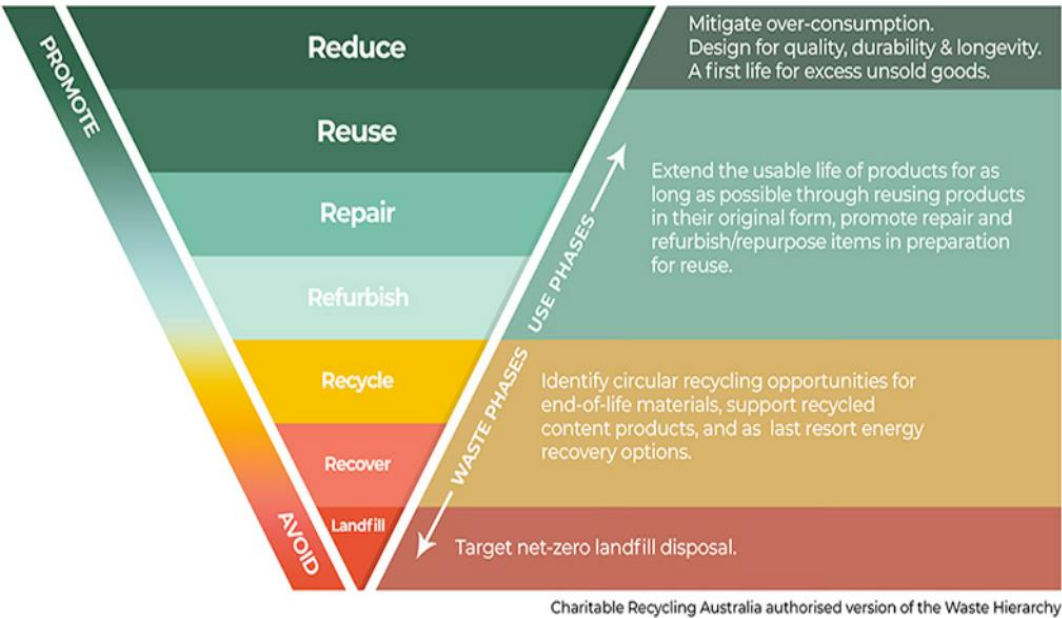 PROMOTE
AVOID
Reduce
Reuse
Repair
Refurbish
Recycle
Recover
Landfill
USE PHASES
WASTE PHASES
Mitigate over-consumption.
Design for quality, durability & longevity.
A first life for excess unsold goods.
Extend the usable life of products for as
long as possible through reusing products
in their original form, promote repair and
refurbish/repurpose items in preparation
for reuse.
Identify circular recycling opportunities for
end-of-life materials, support recycled
content products, and as last resort energy
recovery options.
Target net-zero landfill disposal.
Charitable Recycling Australia authorised version of the Waste Hierarchy